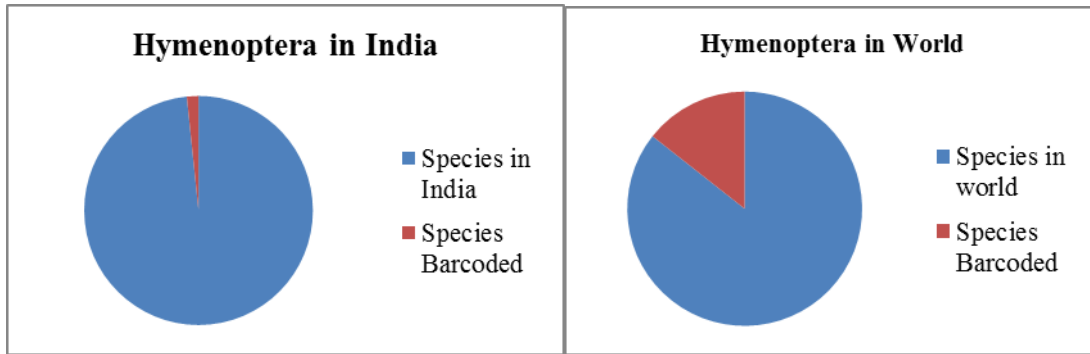 Hymenoptera in India
Species in
India
Species
Barcoded
Hymenoptera in World
Species in
world
Species
Barcoded